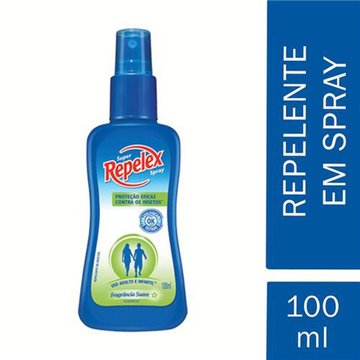 Super
Repelex
Spray
PROTEÇÃO EFICAZ
CONTRA OS INSETOS
OK
USO ADULTO E INFANTIL
100ml
Fragrância Suave
REPELENTE
EM SPRAY
100
ml